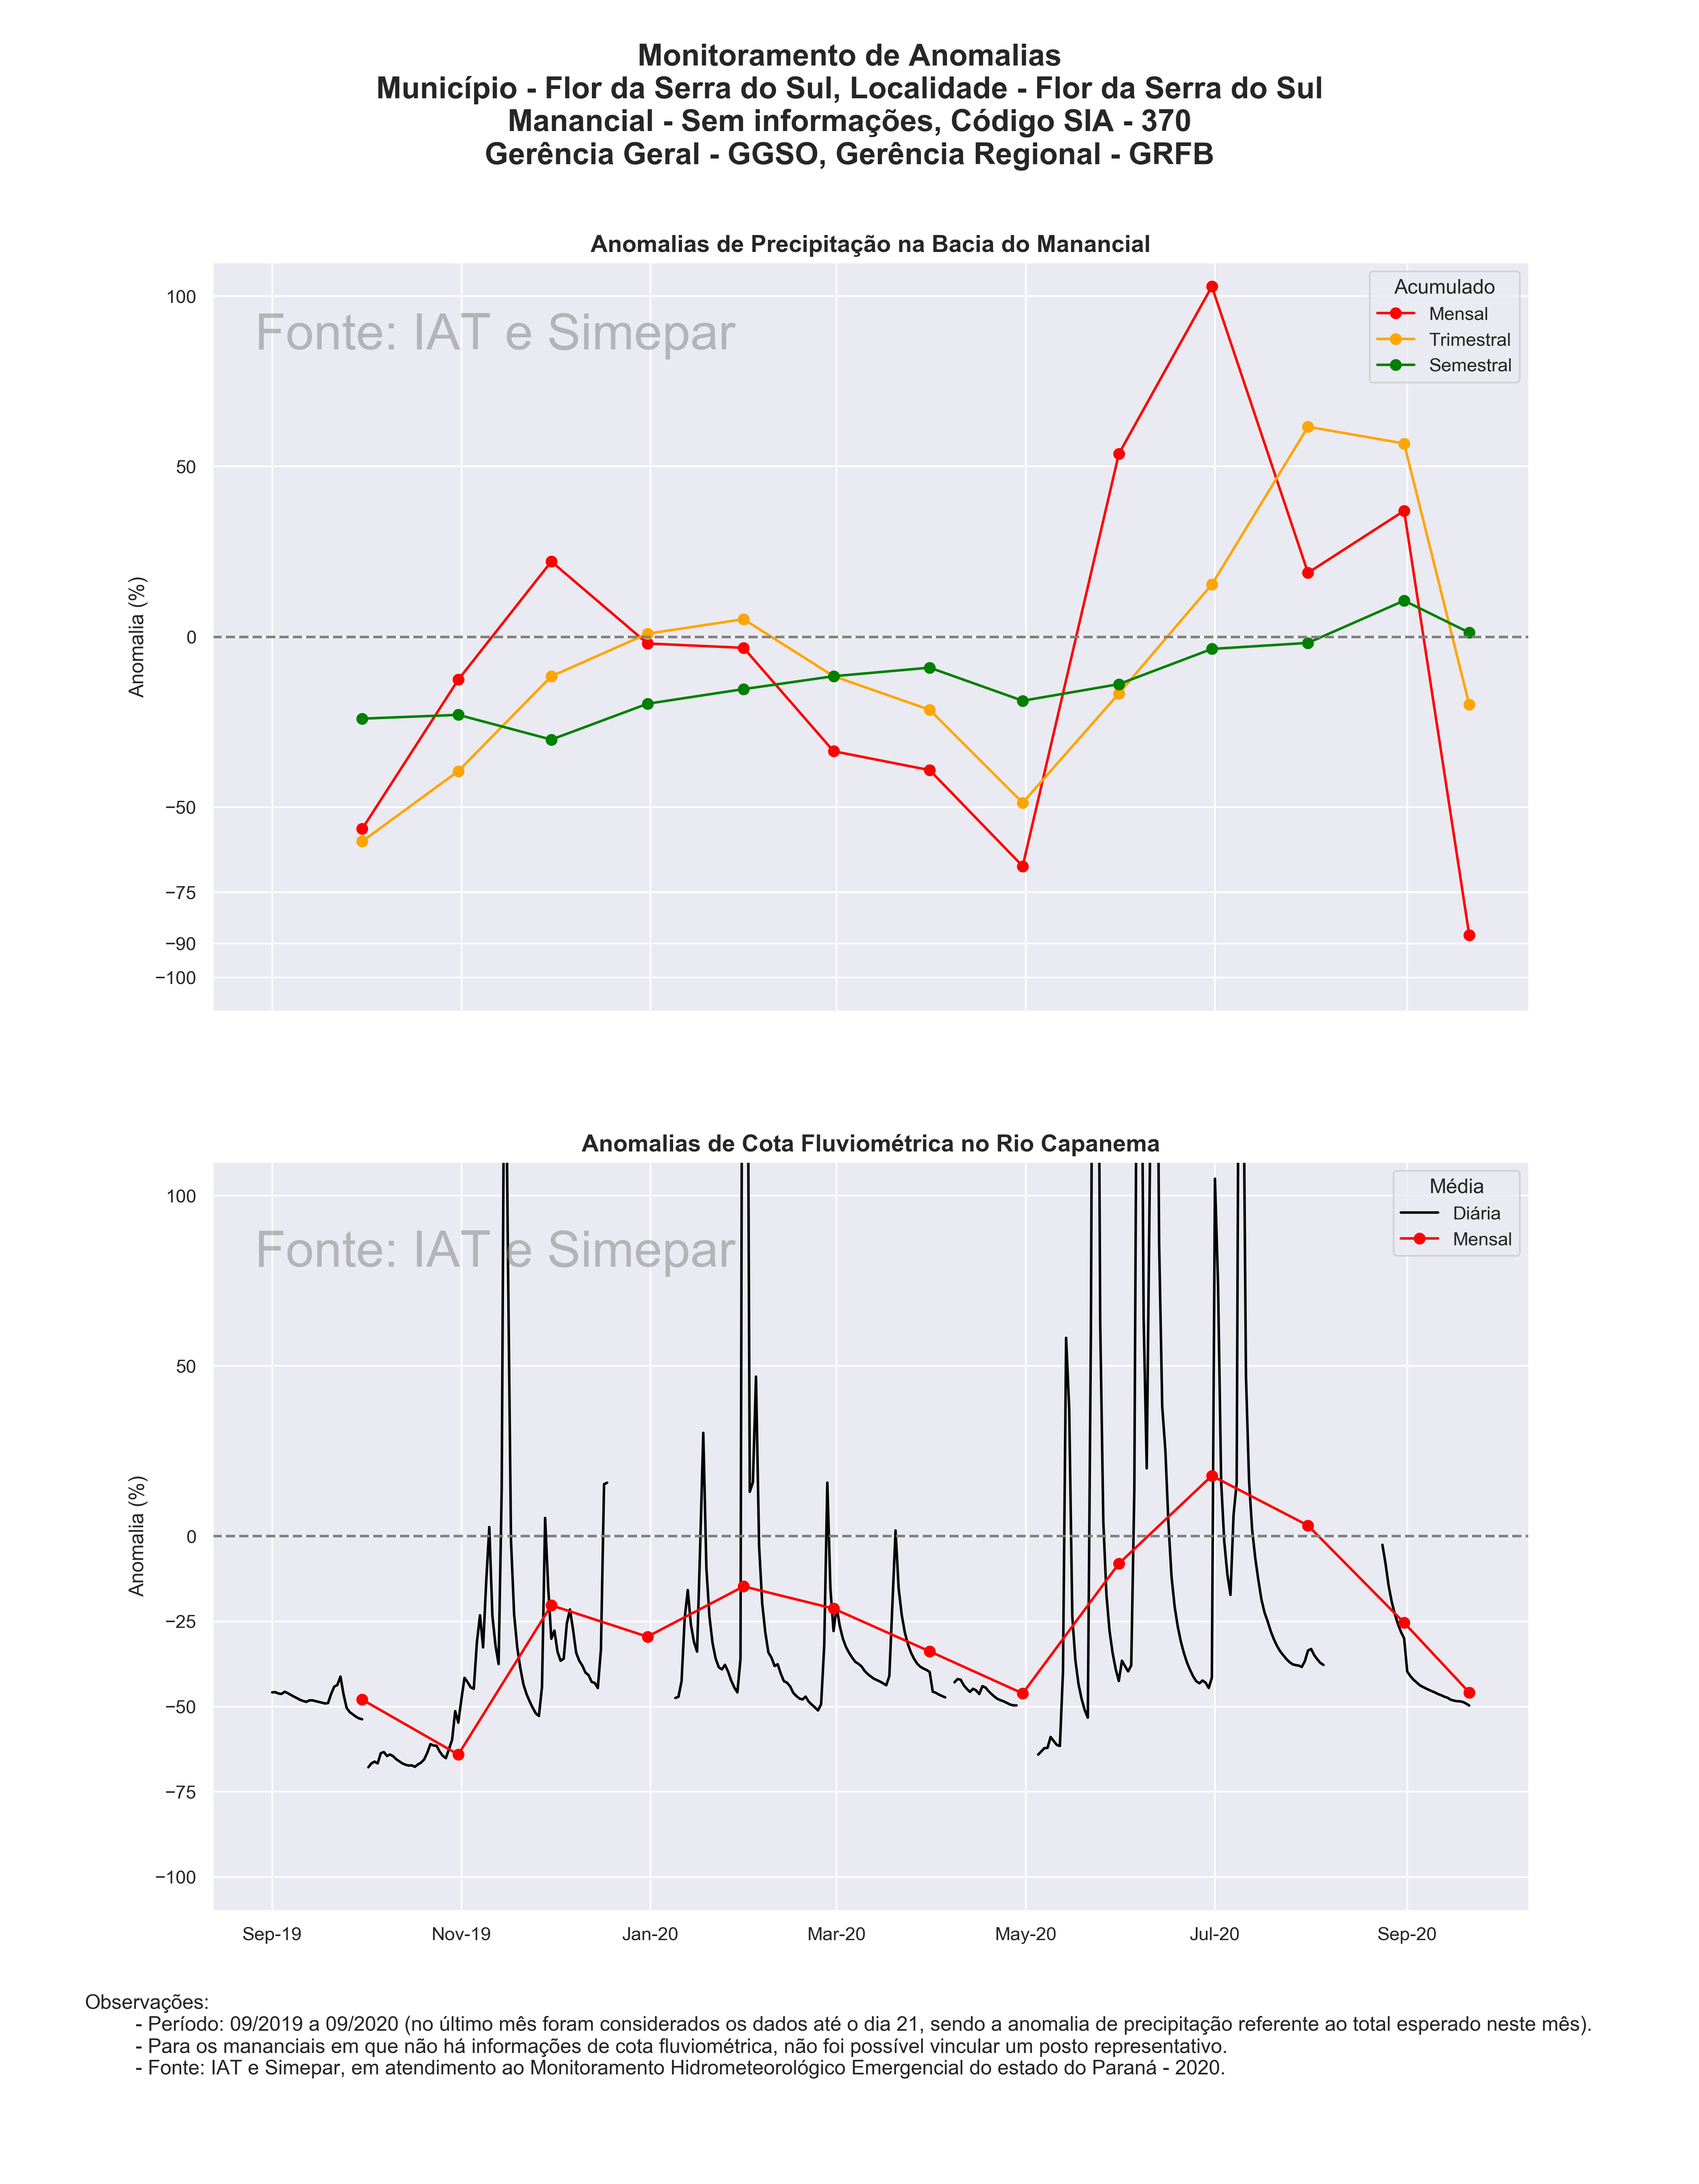 Monitoramento de Anomalias
Município - Flor da Serra do Sul, Localidade - Flor da Serra do Sul
Manancial - Sem informações, Código SIA - 370
Gerência Geral - GGSO, Gerência Regional - GRFB
Anomalias de Precipitação na Bacia do Manancial
Fonte: IAT e Simepar
Acumulado
Mensal
Trimestral
Semestral
Anomalia (%)
100
50
0
−50
−75
−90
−100
Anomalias de Cota Fluviométrica no Rio Capanema
Fonte: IAT e Simepar
Média
Diária
Mensal
Anomalia (%)
100
50
0
−25
−50
−75
−100
Sep-19 Nov-19 Jan-20 Mar-20 May-20 Jul-20 Sep-20
Observações:
- Período: 09/2019 a 09/2020 (no último mês foram considerados os dados até o dia 21, sendo a anomalia de precipitação referente ao total esperado neste mês).
- Para os mananciais em que não há informações de cota fluviométrica, não foi possível vincular um posto representativo.
- Fonte: IAT e Simepar, em atendimento ao Monitoramento Hidrometeorológico Emergencial do estado do Paraná - 2020.